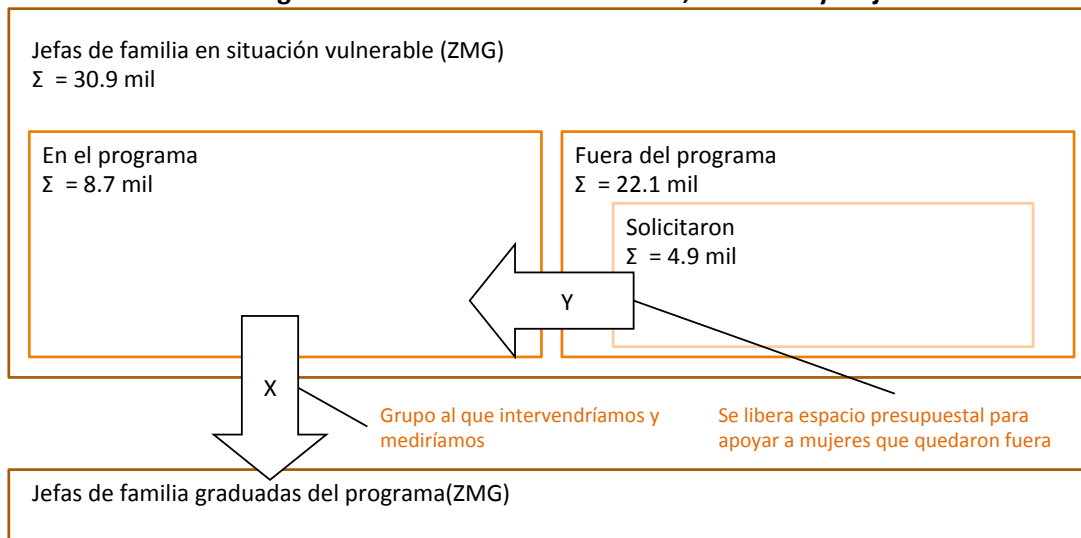 Jefas de familia en situación vulnerable (ZMG)
Σ = 30.9 mil
En el programa
Σ = 8.7 mil
Fuera del programa
Σ = 22.1 mil
Solicitaron
Σ = 4.9 mil
Y
X
Grupo al que intervendríamos y
mediríamos
Se libera espacio presupuestal para
apoyar a mujeres que quedaron fuera
Jefas de familia graduadas del programa(ZMG)